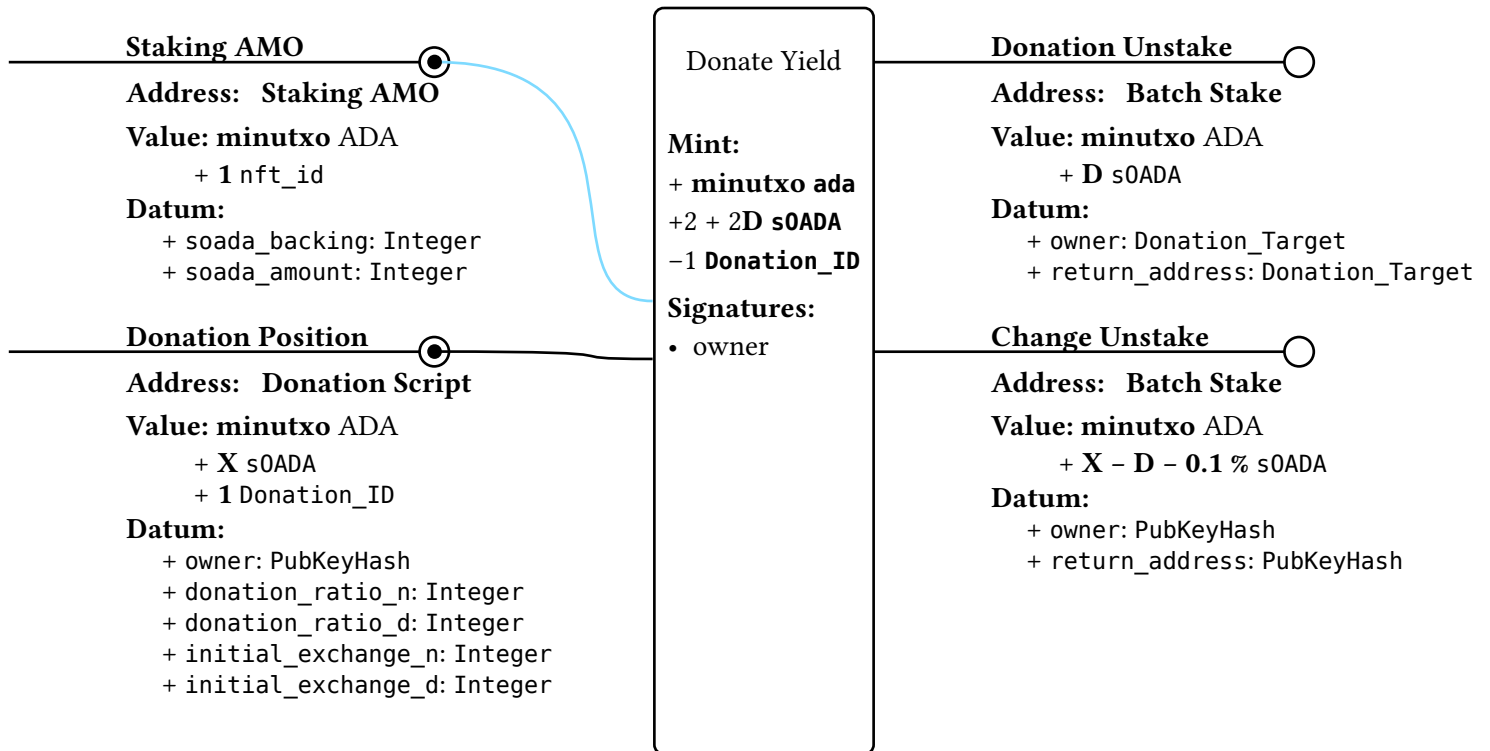 Staking AMO
Address: Staking AMO
Value: minutxo ADA
+ 1 nft_id
Datum:
+ soada_backing: Integer
+ soada_amount: Integer
Donation Position
Address: Donation Script
Value: minutxo ADA
+ X sOADA
+ 1 Donation_ID
Datum:
+ owner: PubKeyHash
+ donation_ratio_n: Integer
+ donation_ratio_d: Integer
+ initial_exchange_n: Integer
+ initial_exchange_d: Integer
Donate Yield
Mint:
+ minutxo ada
+2 + 2D sOADA
−1 Donation_ID
Signatures:
• owner
Donation Unstake
Address: Batch Stake
Value: minutxo ADA
+ D sOADA
Datum:
+ owner: Donation_Target
+ return_address: Donation_Target
Change Unstake
Address: Batch Stake
Value: minutxo ADA
+ X – D – 0.1 % sOADA
Datum:
+ owner: PubKeyHash
+ return_address: PubKeyHash